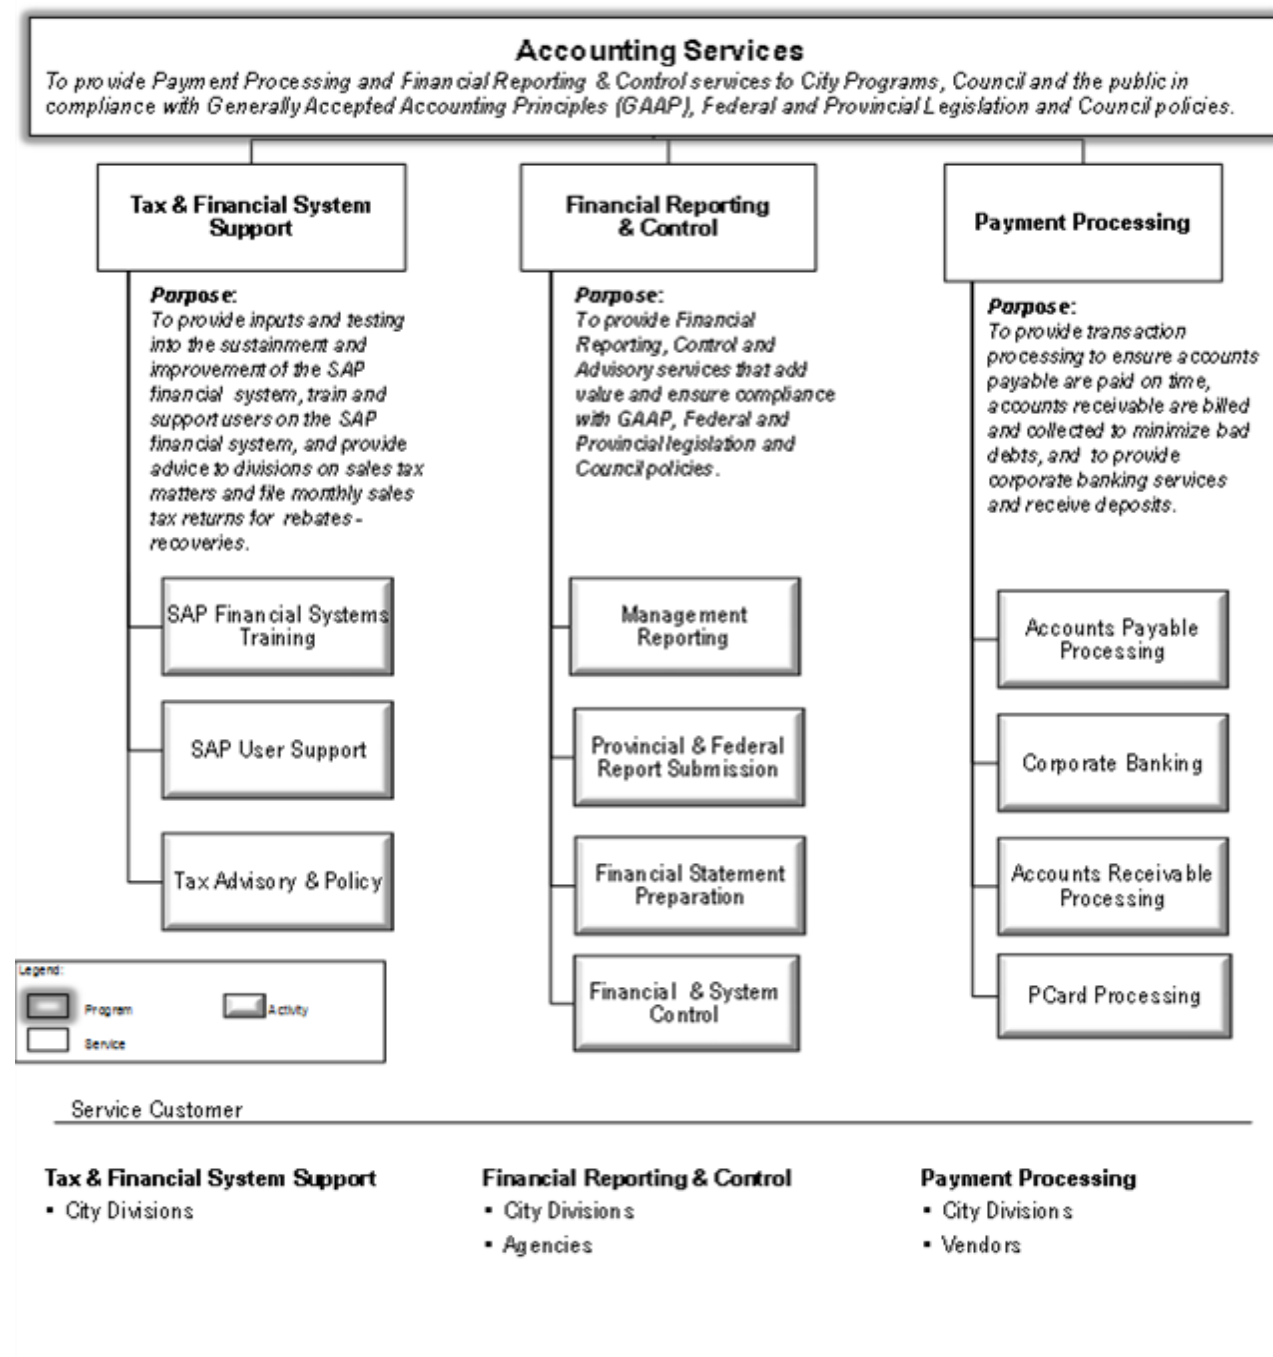 Accounting Services
To provide Payment Processing and Financial Reporting & Control services to City Programs, Council and the public in
compliance with Generally Accepted Accounting Principles (GAAP), Federal and Provincial Legislation and Council policies.
Tax & Financial System
Support
Purpose:
To provide inputs and testing
into the sustainment and
improvement of the SAP
financial system, train and
support users on the SAP
financial system, and provide
advice to divisions on sales tax
matters and file monthly sales
tax returns for rebates -
recoveries.
SAP Financial Systems
Training
SAP User Support
Tax Advisory & Policy
Financial Reporting
& Control
Purpose:
To provide Financial
Reporting, Control and
Advisory services that add
value and ensure compliance
with GAAP, Federal and
Provincial legislation and
Council policies.
Management
Reporting
Provincial & Federal
Report Submission
Financial Statement
Preparation
Financial & System
Control
Payment Processing
Purpose:
To provide transaction
processing to ensure accounts
payable are paid on time,
accounts receivable are billed
and collected to minimize bad
debts, and to provide
corporate banking services
and receive deposits.
Accounts Payable
Processing
Corporate Banking
Accounts Receivable
Processing
PCard Processing
Legend:
Program
Activity
Service
Service Customer
Tax & Financial System Support
▪ City Divisions
Financial Reporting & Control
▪ City Divisions
▪ Agencies
Payment Processing
▪ City Divisions
▪ Vendors